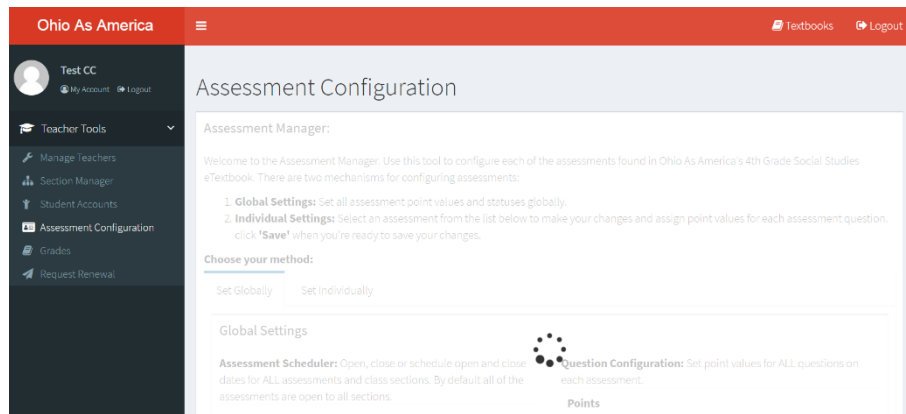 Ohio As America
Textbooks
Logout
Test CC
My Account Logout
Teacher Tools
Manage Teachers
Section Manager
Student Accounts
Assessment Configuration
Grades
Request Renewal
Assessment Configuration
Assessment Manager:
Welcome to the Assessment Manager. Use this tool to configure each of the assessments found in Ohio As America's 4th Grade Social Studies
eTextbook. There are two mechanisms for configuring assessments:
1. Global Settings: Set all assessment point values and statuses globally.
2. Individual Settings: Select an assessment from the list below to make your changes and assign point values for each assessment question.
click 'Save' when you're ready to save your changes.
Choose your method:
Set Globally Set Individually
Global Settings
Assessment Scheduler: Open, close or schedule open and close
dates for ALL assessments and class sections. By default all of the
assessments are open to all sections.
Question Configuration: Set point values for ALL questions on
each assessment.
Points